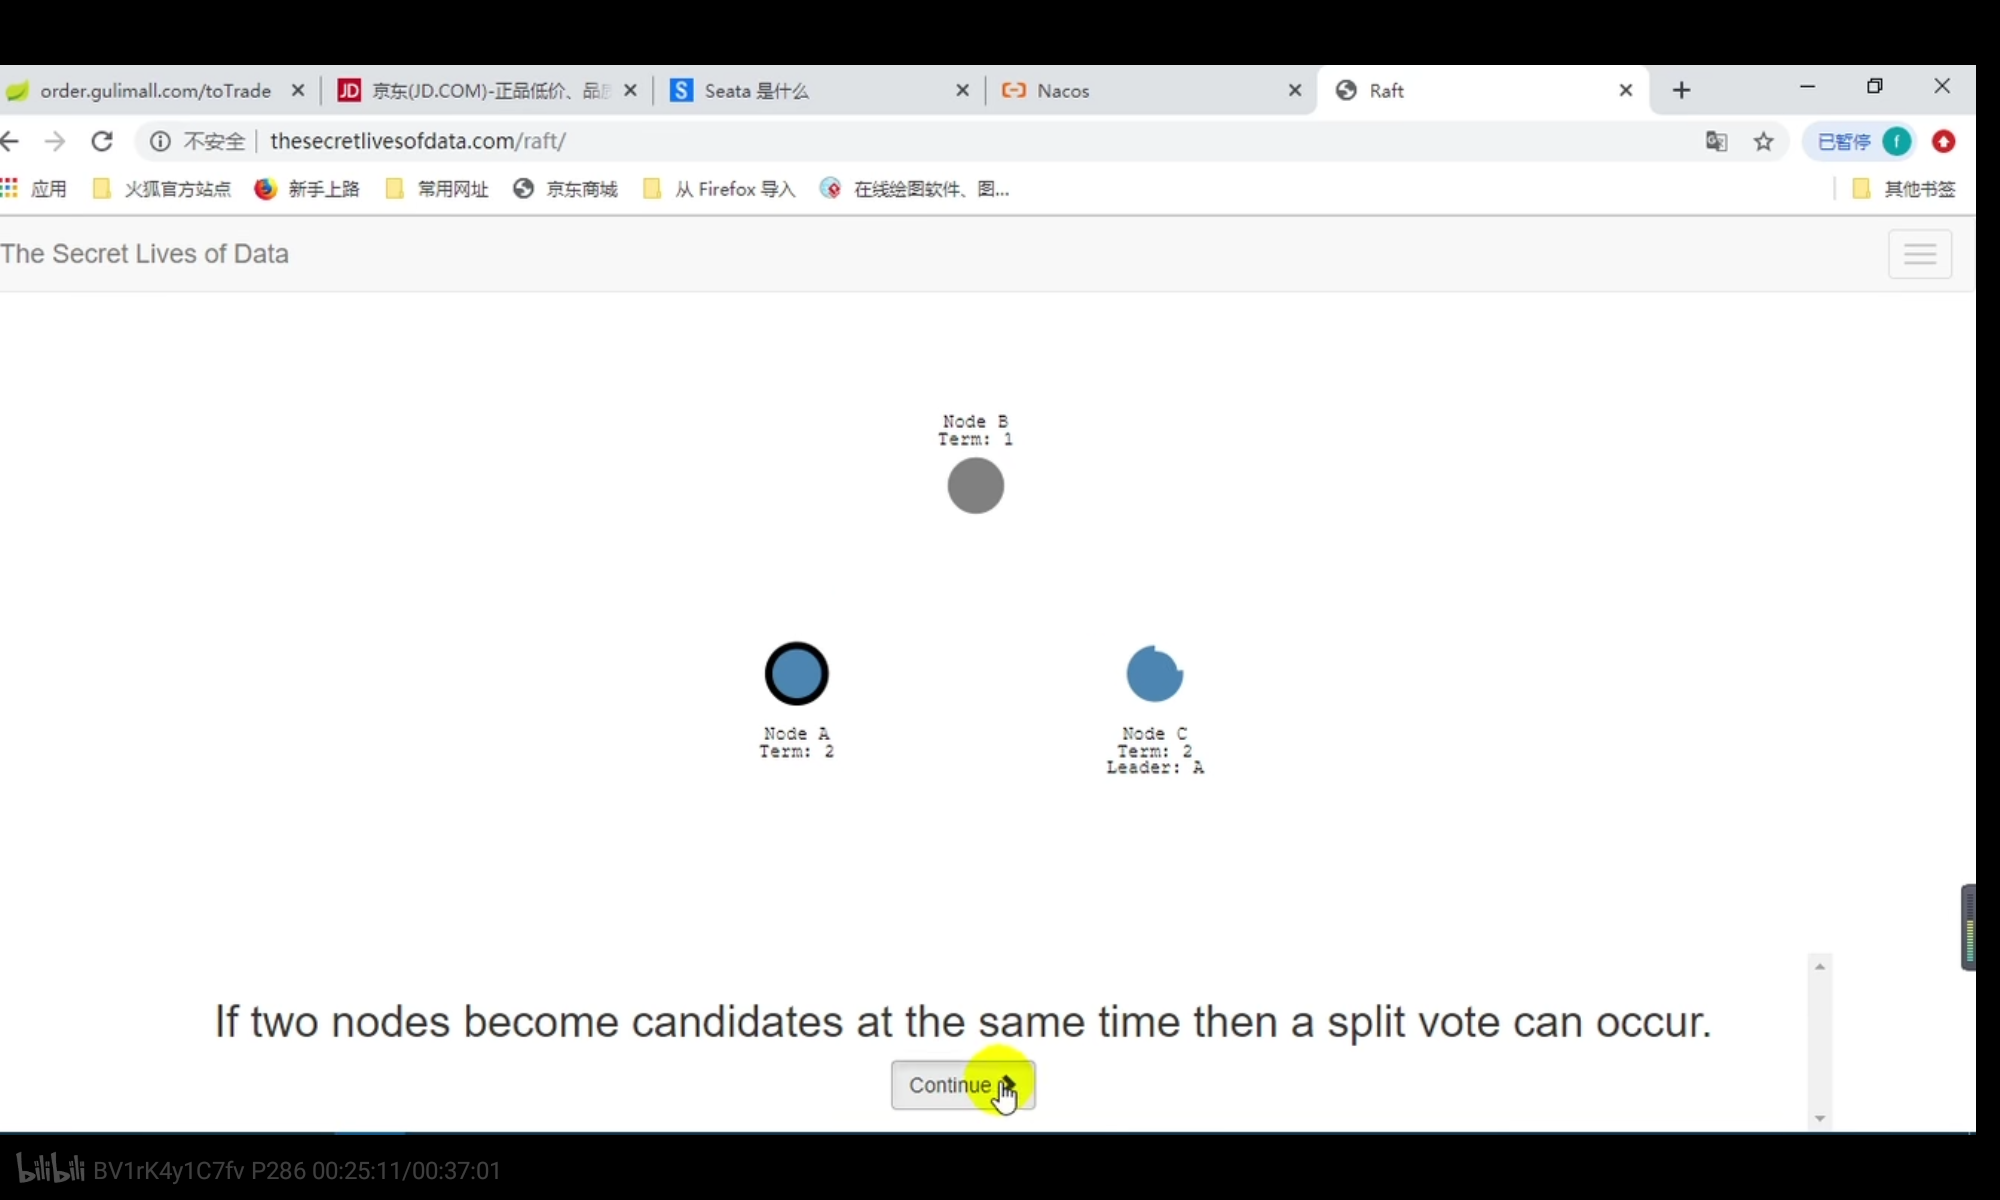 order.gulimall.com/toTrade
JD 京东(JD.COM)-正品低价、品
S Seata 是什么
Nacos
Raft
不安全 thesecretlivesofdata.com/raft/
已暂停 f
应用 火狐官方站点 新手上路 常用网址 京东商城 从 Firefox 导入 在线绘图软件、图... 其他书签
The Secret Lives of Data
Node B
Term: 1
Node A
Term: 2
Node C
Term: 2
Leader: A
If two nodes become candidates at the same time then a split vote can occur.
Continue
bilibili BV1rK4y1C7fv P286 00:25:11/00:37:01